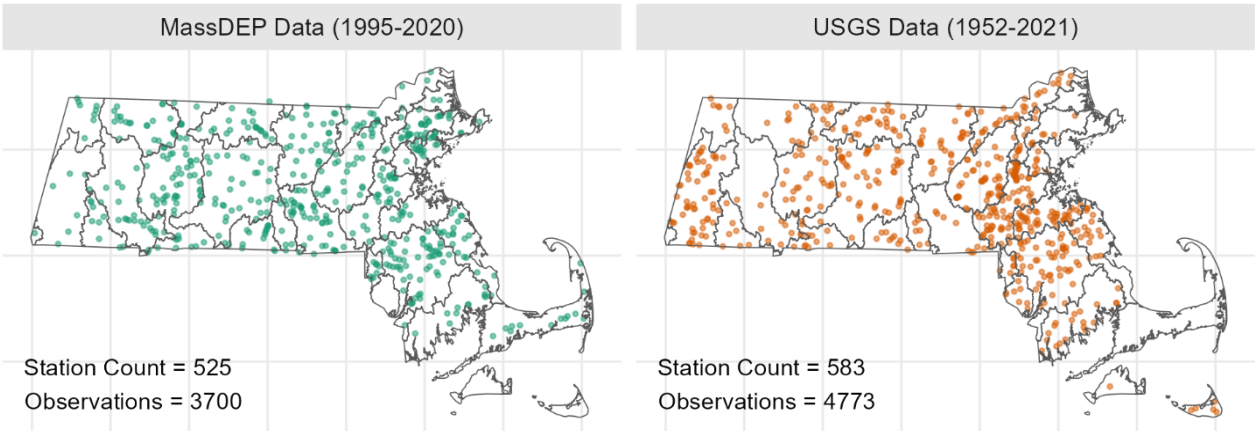 MassDEP Data (1995-2020)
USGS Data (1952-2021)
Station Count = 525
Observations = 3700
Station Count = 583
Observations = 4773